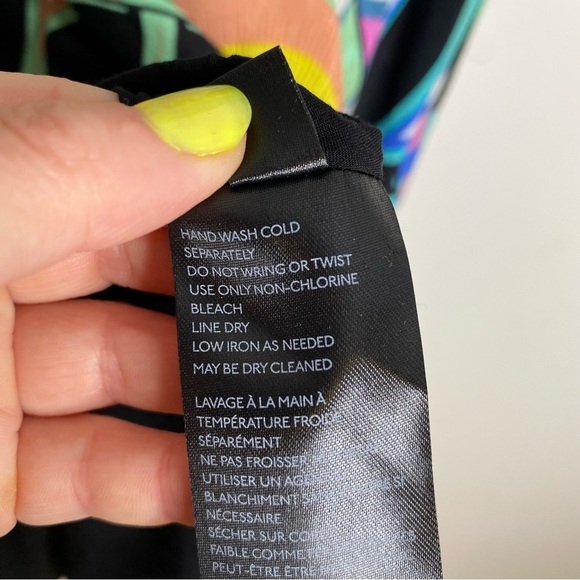 HAND WASH COLD
SEPARATELY
DO NOT WRING OR TWIST
USE ONLY NON-CHLORINE
BLEACH
LINE DRY
LOW IRON AS NEEDED
MAY BE DRY CLEANED
LAVAGE À LA MAIN À
TEMPÉRATURE FROIDE
SÉPARÉMENT
NE PAS FROISSER
UTILISER UN
BLANCHIMENT
NÉCESSAIRE
SÉCHER SUR
FAIBLE
PEUT-ÊTRE